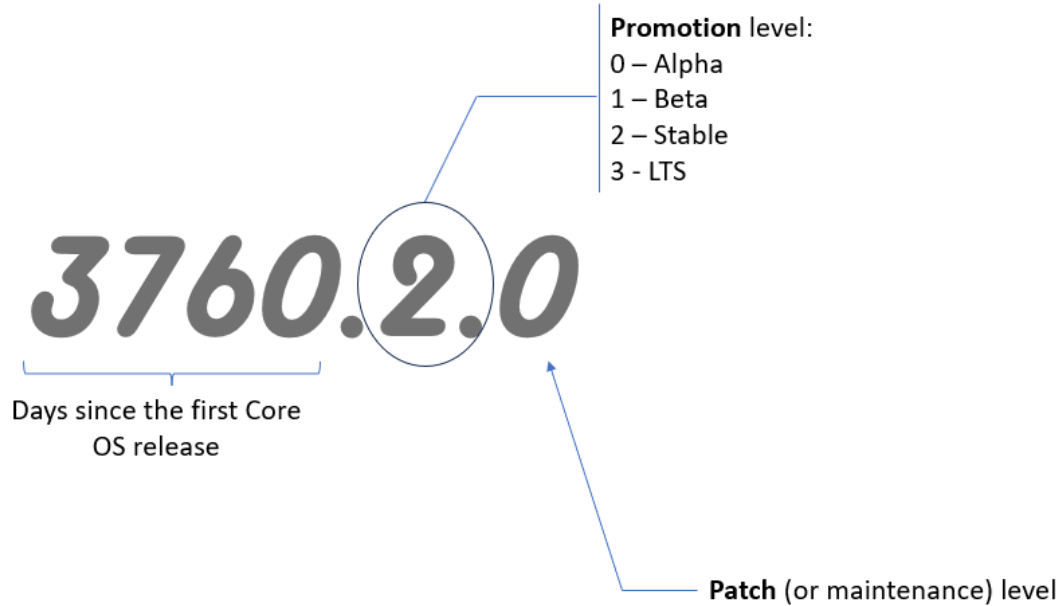 Promotion level:
0 – Alpha
1 – Beta
2 – Stable
3 - LTS
3760.2.0
Days since the first Core
OS release
Patch (or maintenance) level